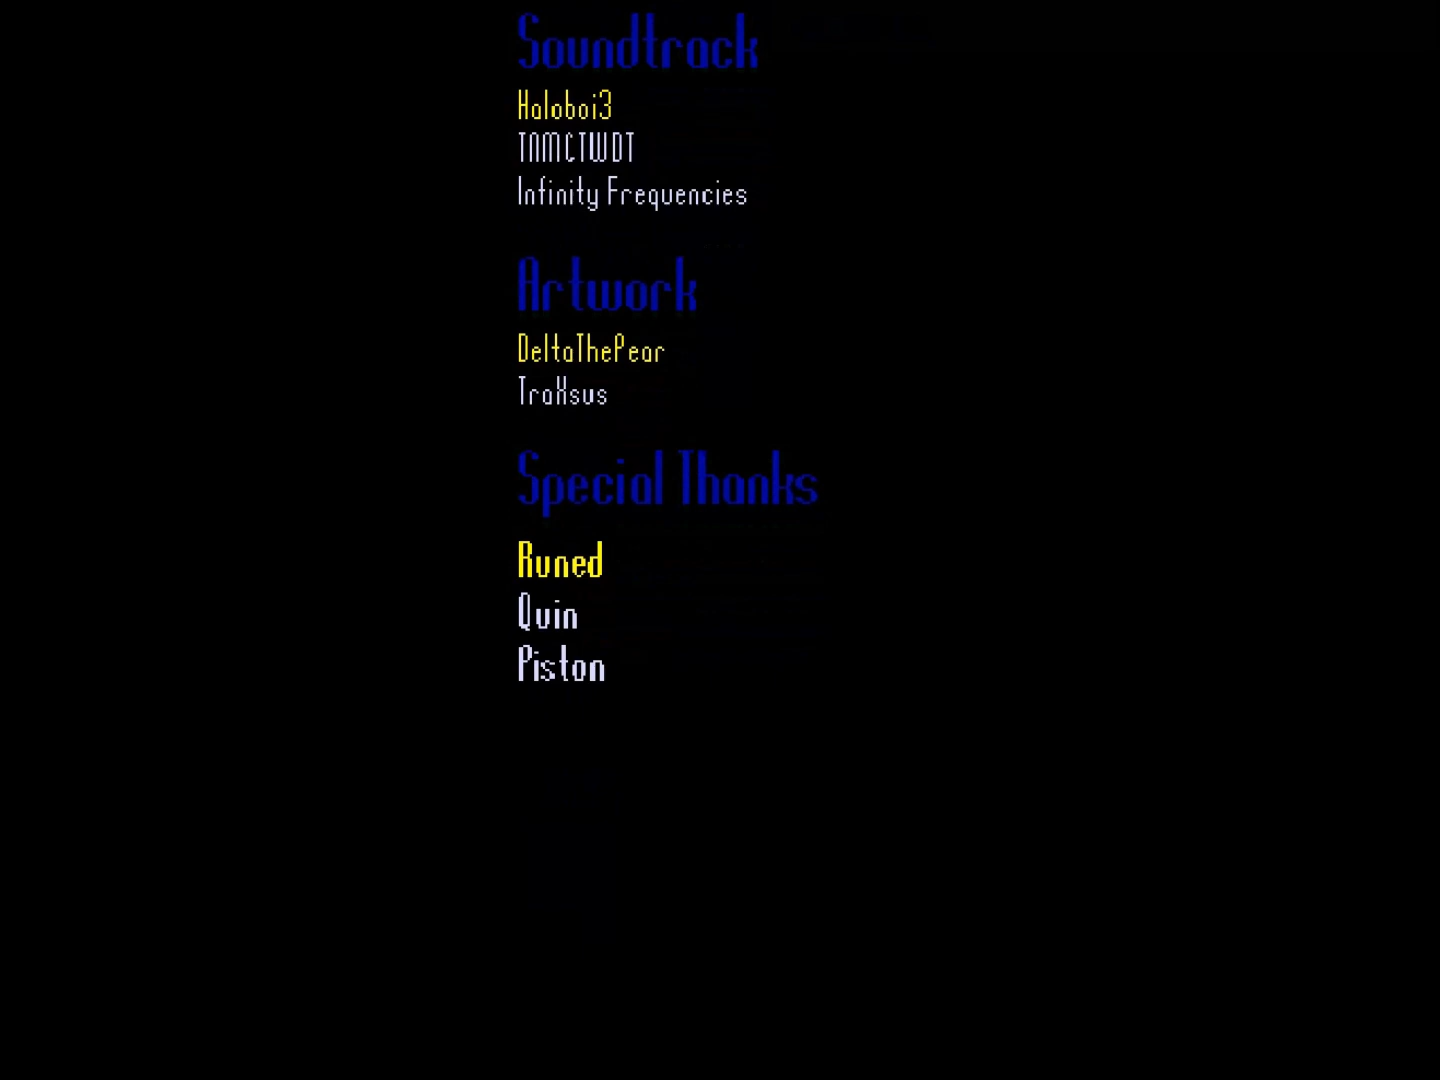 Soundtrack
Haloboi3
TNMCTWDT
Infinity Frequencies
Artwork
DeltaThePear
TraXsus
Special Thanks
Runed
Quin
Piston